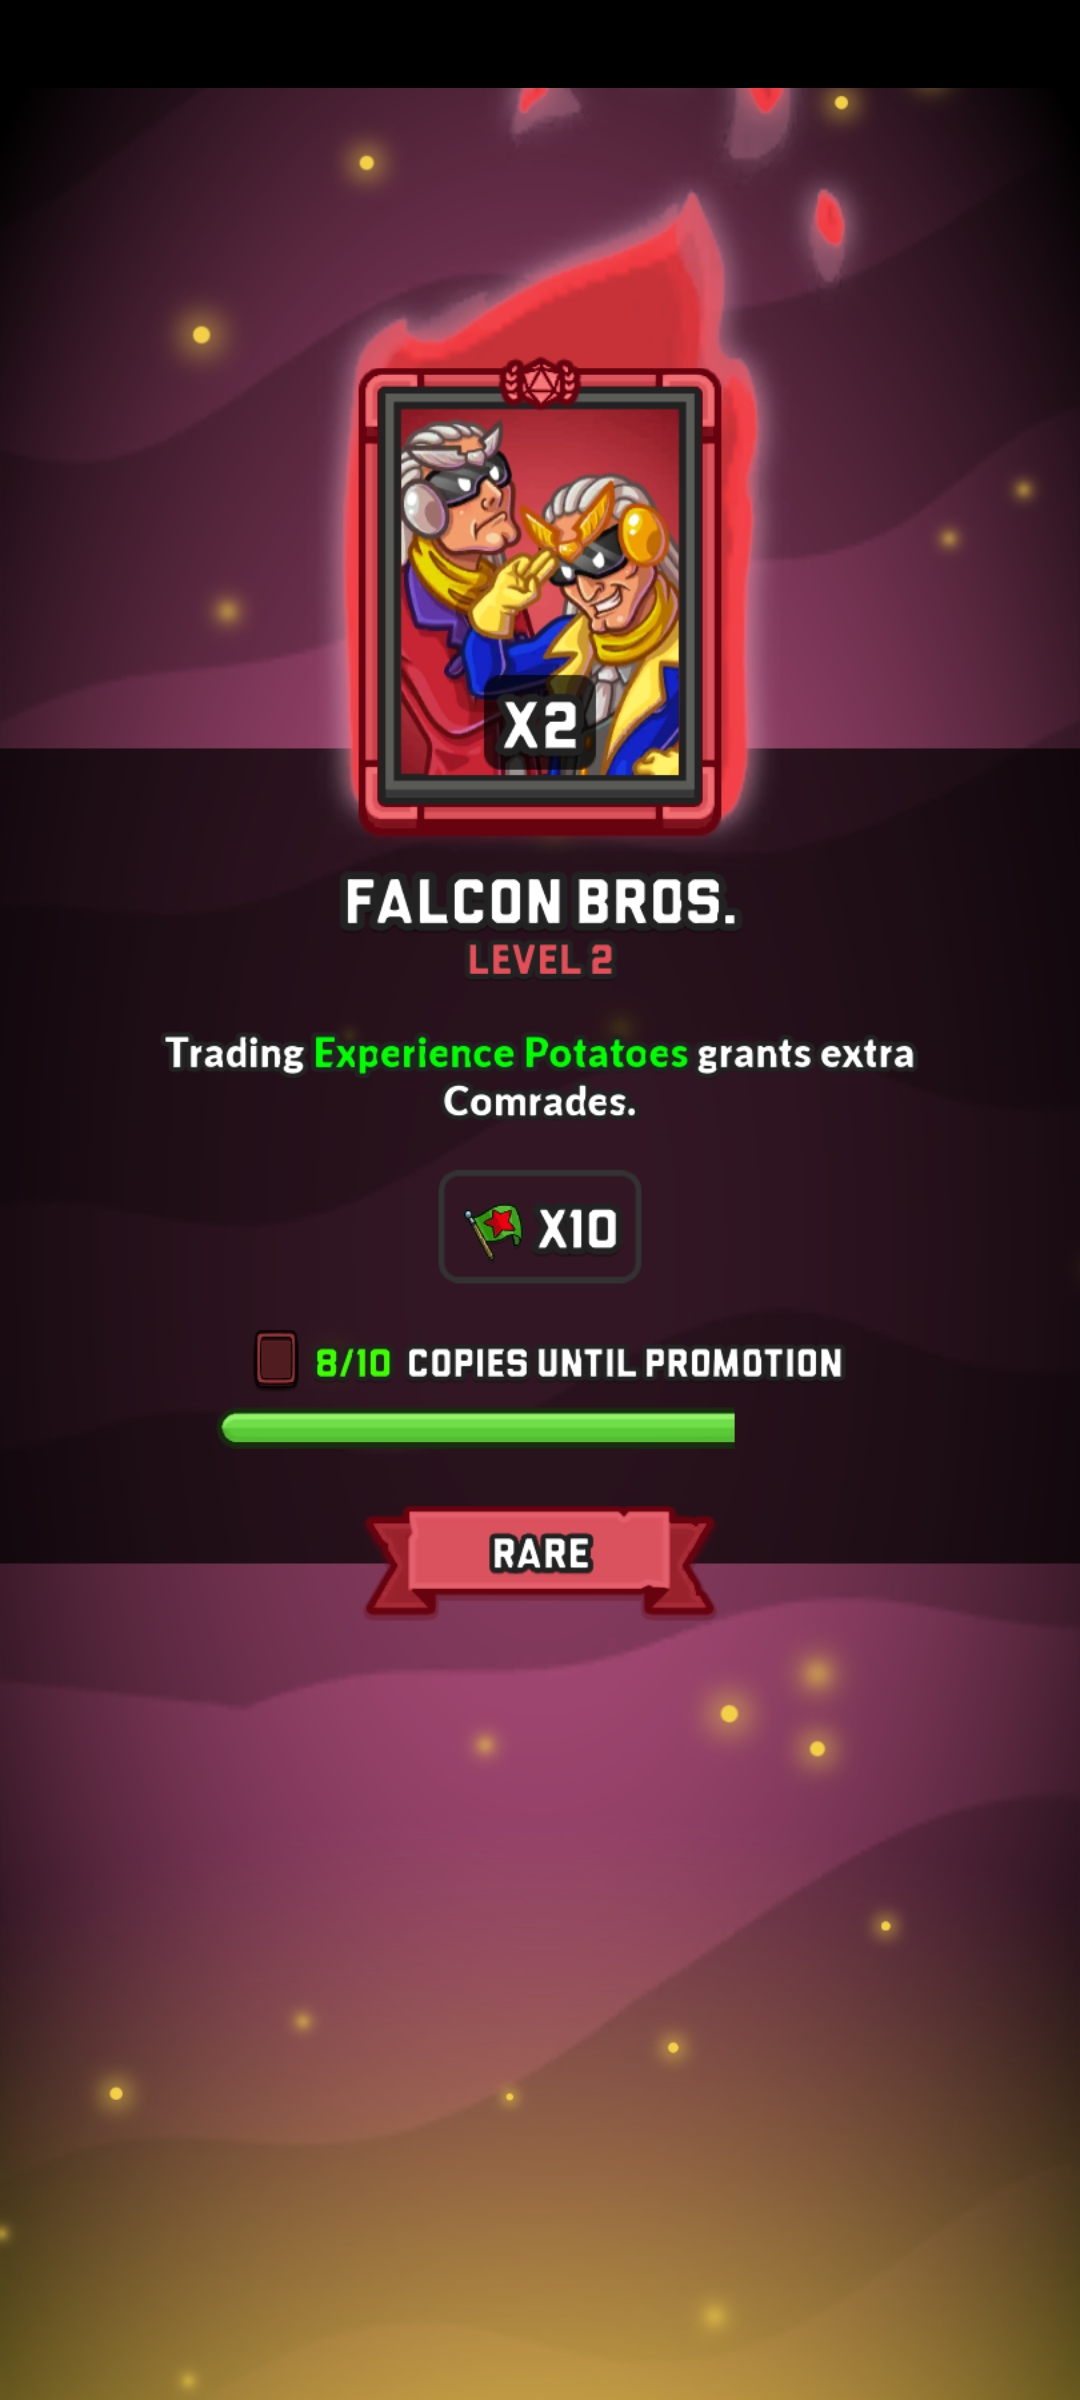 X2
FALCON BROS.
LEVEL 2
Trading Experience Potatoes grants extra
Comrades.
X10
8/10 COPIES UNTIL PROMOTION
RARE